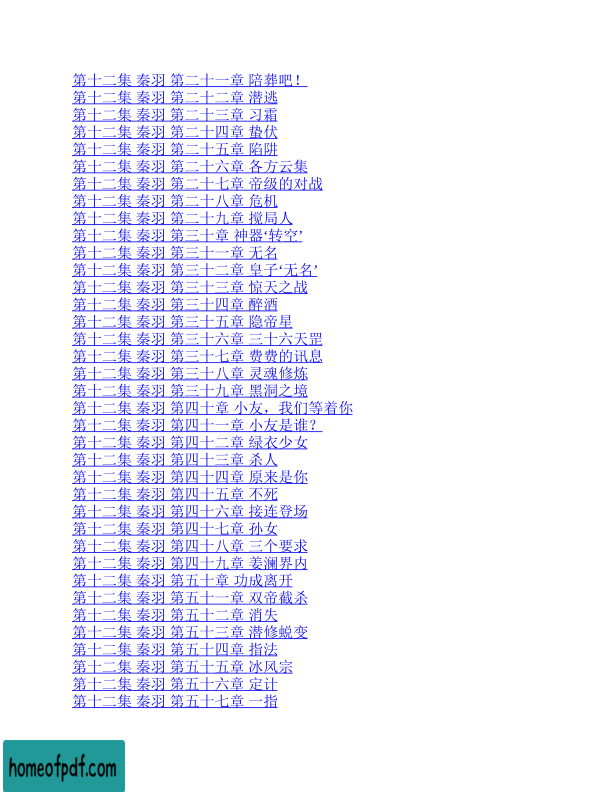 第十二集 秦羽 第二十一章 陪葬吧！
第十二集 秦羽 第二十二章 潜逃
第十二集 秦羽 第二十三章 习霜
第十二集 秦羽 第二十四章 蛰伏
第十二集 秦羽 第二十五章 陷阱
第十二集 秦羽 第二十六章 各方云集
第十二集 秦羽 第二十七章 帝级的对战
第十二集 秦羽 第二十八章 危机
第十二集 秦羽 第二十九章 搅局人
第十二集 秦羽 第三十章 神器‘转空’
第十二集 秦羽 第三十一章 无名
第十二集 秦羽 第三十二章 皇子‘无名’
第十二集 秦羽 第三十三章 惊天之战
第十二集 秦羽 第三十四章 醉酒
第十二集 秦羽 第三十五章 隐帝星
第十二集 秦羽 第三十六章 三十六天罡
第十二集 秦羽 第三十七章 费费的讯息
第十二集 秦羽 第三十八章 灵魂修炼
第十二集 秦羽 第三十九章 黑洞之境
第十二集 秦羽 第四十章 小友，我们等着你
第十二集 秦羽 第四十一章 小友是谁？
第十二集 秦羽 第四十二章 绿衣少女
第十二集 秦羽 第四十三章 杀人
第十二集 秦羽 第四十四章 原来是你
第十二集 秦羽 第四十五章 不死
第十二集 秦羽 第四十六章 接连登场
第十二集 秦羽 第四十七章 孙女
第十二集 秦羽 第四十八章 三个要求
第十二集 秦羽 第四十九章 姜澜界内
第十二集 秦羽 第五十章 功成离开
第十二集 秦羽 第五十一章 双帝截杀
第十二集 秦羽 第五十二章 消失
第十二集 秦羽 第五十三章 潜修蜕变
第十二集 秦羽 第五十四章 指法
第十二集 秦羽 第五十五章 冰凤宗
第十二集 秦羽 第五十六章 定计
第十二集 秦羽 第五十七章 一指
homeofpdf.com